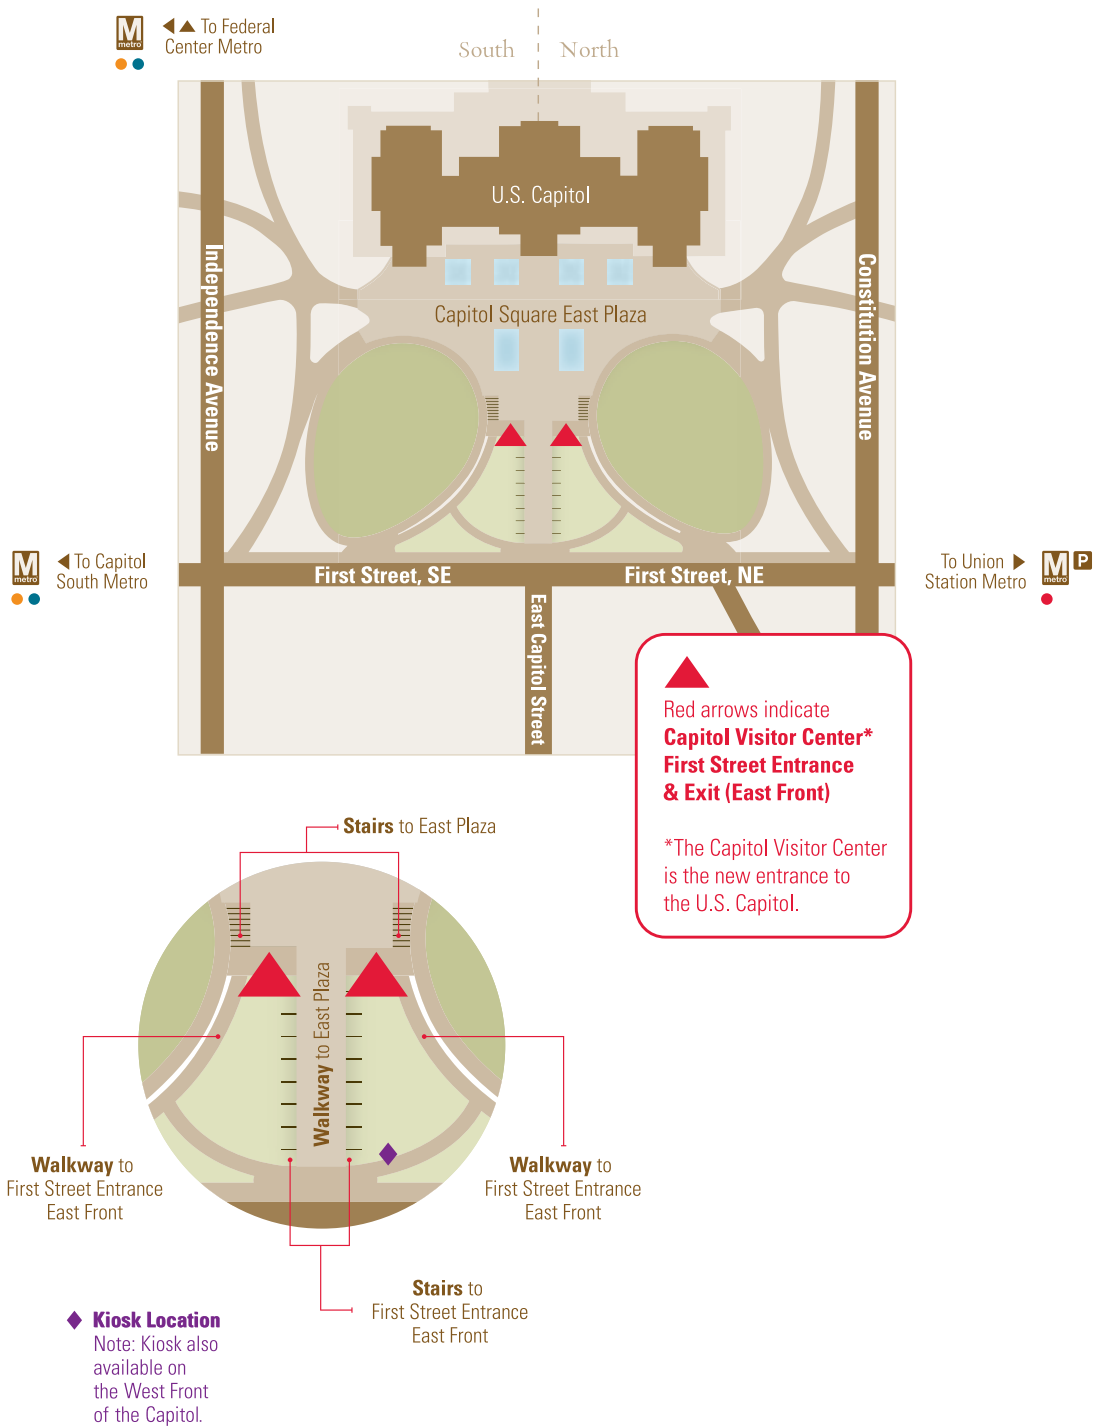 M
metro
To Federal
Center Metro
South
North
U.S. Capitol
Independence Avenue
Constitution Avenue
Capitol Square East Plaza
M
metro
To Capitol
South Metro
First Street, SE
First Street, NE
To Union
Station Metro
M
metro
P
East Capitol Street
Red arrows indicate
Capitol Visitor Center*
First Street Entrance
& Exit (East Front)
*The Capitol Visitor Center
is the new entrance to
the U.S. Capitol.
Stairs to East Plaza
Walkway to East Plaza
Walkway to
First Street Entrance
East Front
Walkway to
First Street Entrance
East Front
Stairs to
First Street Entrance
East Front
Kiosk Location
Note: Kiosk also
available on
the West Front
of the Capitol.